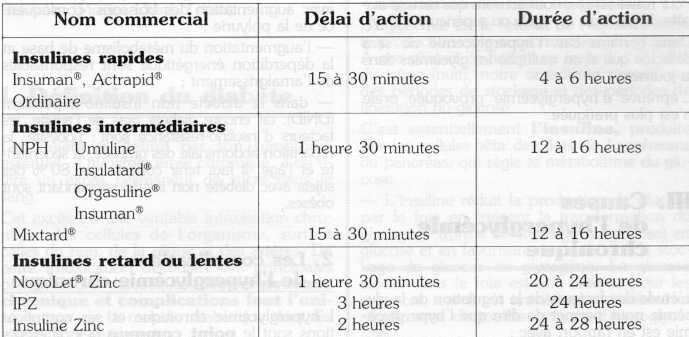 Nom commercial Délai d'action Durée d'action
Insulines rapides
Insuman®, Actrapid® 15 à 30 minutes 4 à 6 heures
Ordinaire
Insulines intermédiaires
NPH Umuline 1 heure 30 minutes 12 à 16 heures
Insulatard®
Orgasuline®
Insuman®
Mixtard® 15 à 30 minutes 12 à 16 heures
Insulines retard ou lentes
NovoLet® Zinc 1 heure 30 minutes 20 à 24 heures
IPZ 3 heures 24 heures
Insuline Zinc 2 heures 24 à 28 heures